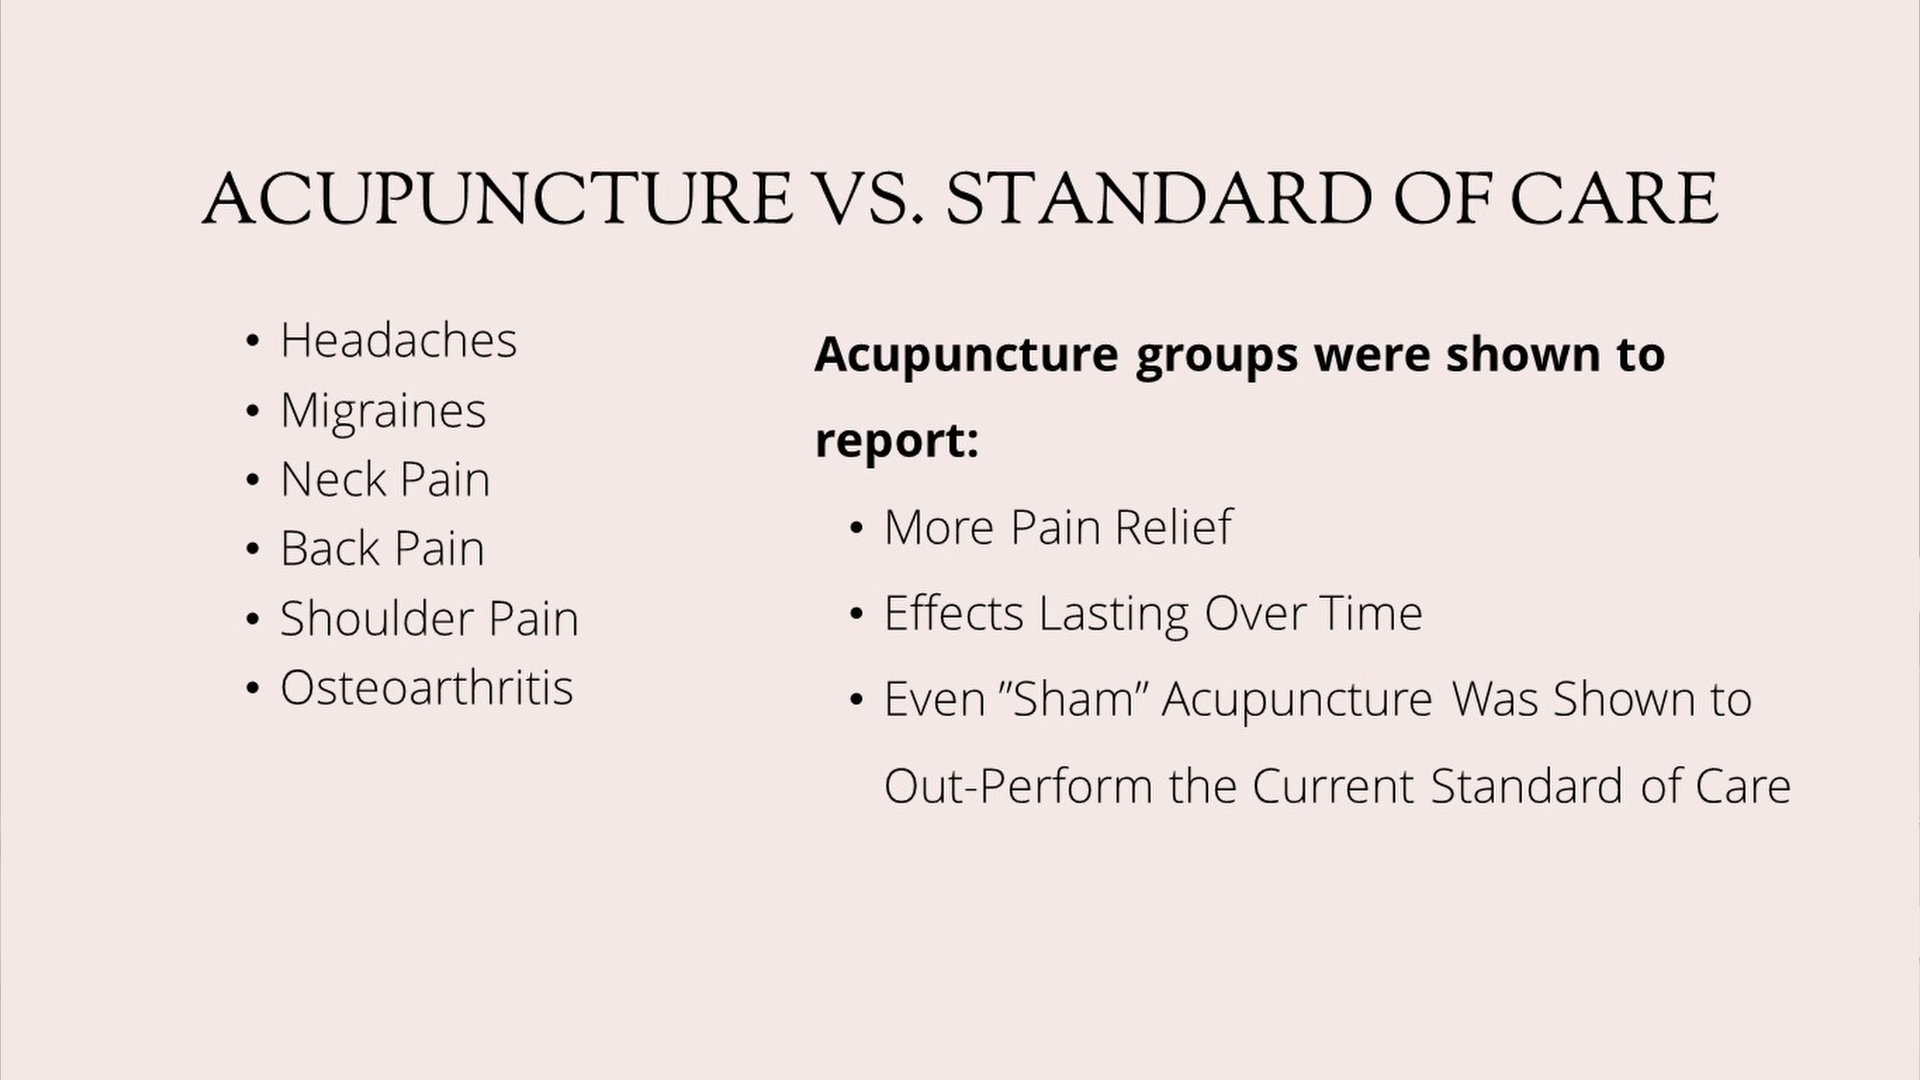 ACUPUNCTURE VS. STANDARD OF CARE
• Headaches
• Migraines
• Neck Pain
• Back Pain
• Shoulder Pain
• Osteoarthritis
Acupuncture groups were shown to
report:
• More Pain Relief
• Effects Lasting Over Time
• Even "Sham" Acupuncture Was Shown to
Out-Perform the Current Standard of Care